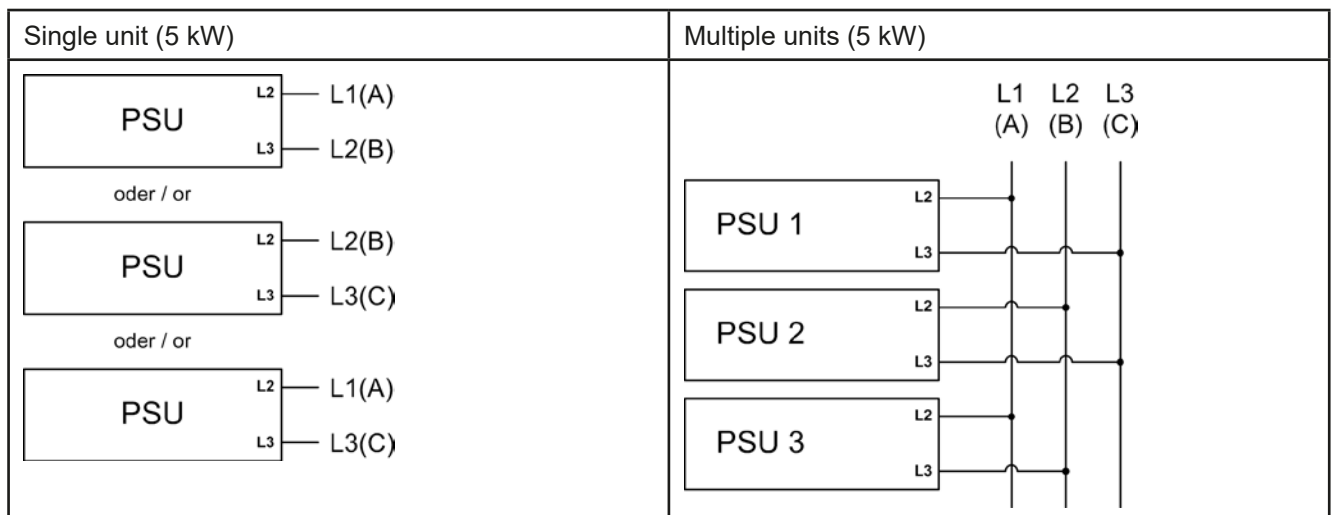 Single unit (5 kW)
Multiple units (5 kW)
L2 L1(A)
PSU
L3 L2(B)
oder / or
L2 L2(B)
PSU
L3 L3(C)
oder / or
L2 L1(A)
PSU
L3 L3(C)
L1 L2 L3
(A) (B) (C)
L2
PSU 1
L3
L2
PSU 2
L3
L2
PSU 3
L3